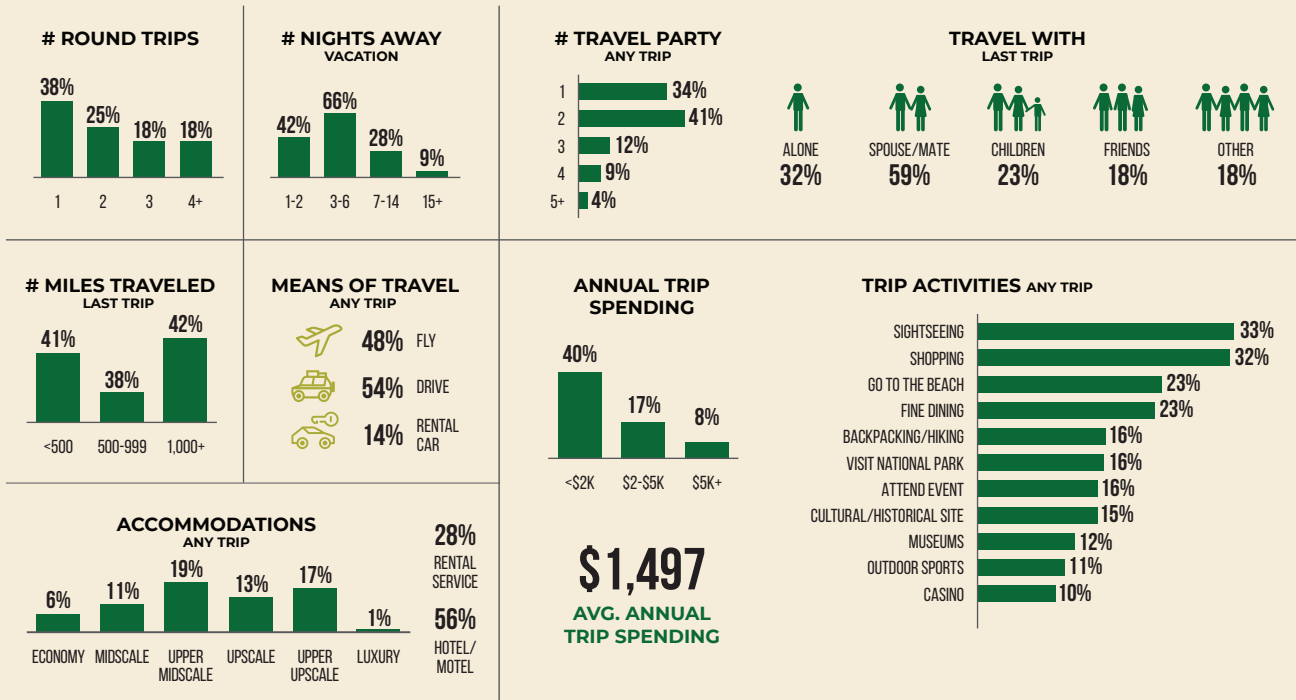 # ROUND TRIPS
38%
25%
18%
18%
1
2
3
4+
# NIGHTS AWAY
VACATION
42%
66%
28%
9%
1-2
3-6
7-14
15+
# TRAVEL PARTY
ANY TRIP
1
34%
2
41%
3
12%
4
9%
5+
4%
TRAVEL WITH
LAST TRIP
ALONE
32%
SPOUSE/MATE
59%
CHILDREN
23%
FRIENDS
18%
OTHER
18%
# MILES TRAVELED
LAST TRIP
41%
38%
42%
<500
500-999
1,000+
MEANS OF TRAVEL
ANY TRIP
48% FLY
54% DRIVE
14% RENTAL
CAR
ACCOMMODATIONS
ANY TRIP
6%
11%
19%
13%
17%
1%
ECONOMY
MIDSCALE
UPPER
MIDSCALE
UPSCALE
UPPER
UPSCALE
LUXURY
28%
RENTAL
SERVICE
56%
HOTEL/
MOTEL
ANNUAL TRIP
SPENDING
40%
17%
8%
<$2K
$2-$5K
$5K+
$1,497
AVG. ANNUAL
TRIP SPENDING
TRIP ACTIVITIES ANY TRIP
SIGHTSEEING 33%
SHOPPING 32%
GO TO THE BEACH 23%
FINE DINING 23%
BACKPACKING/HIKING 16%
VISIT NATIONAL PARK 16%
ATTEND EVENT 16%
CULTURAL/HISTORICAL SITE 15%
MUSEUMS 12%
OUTDOOR SPORTS 11%
CASINO 10%